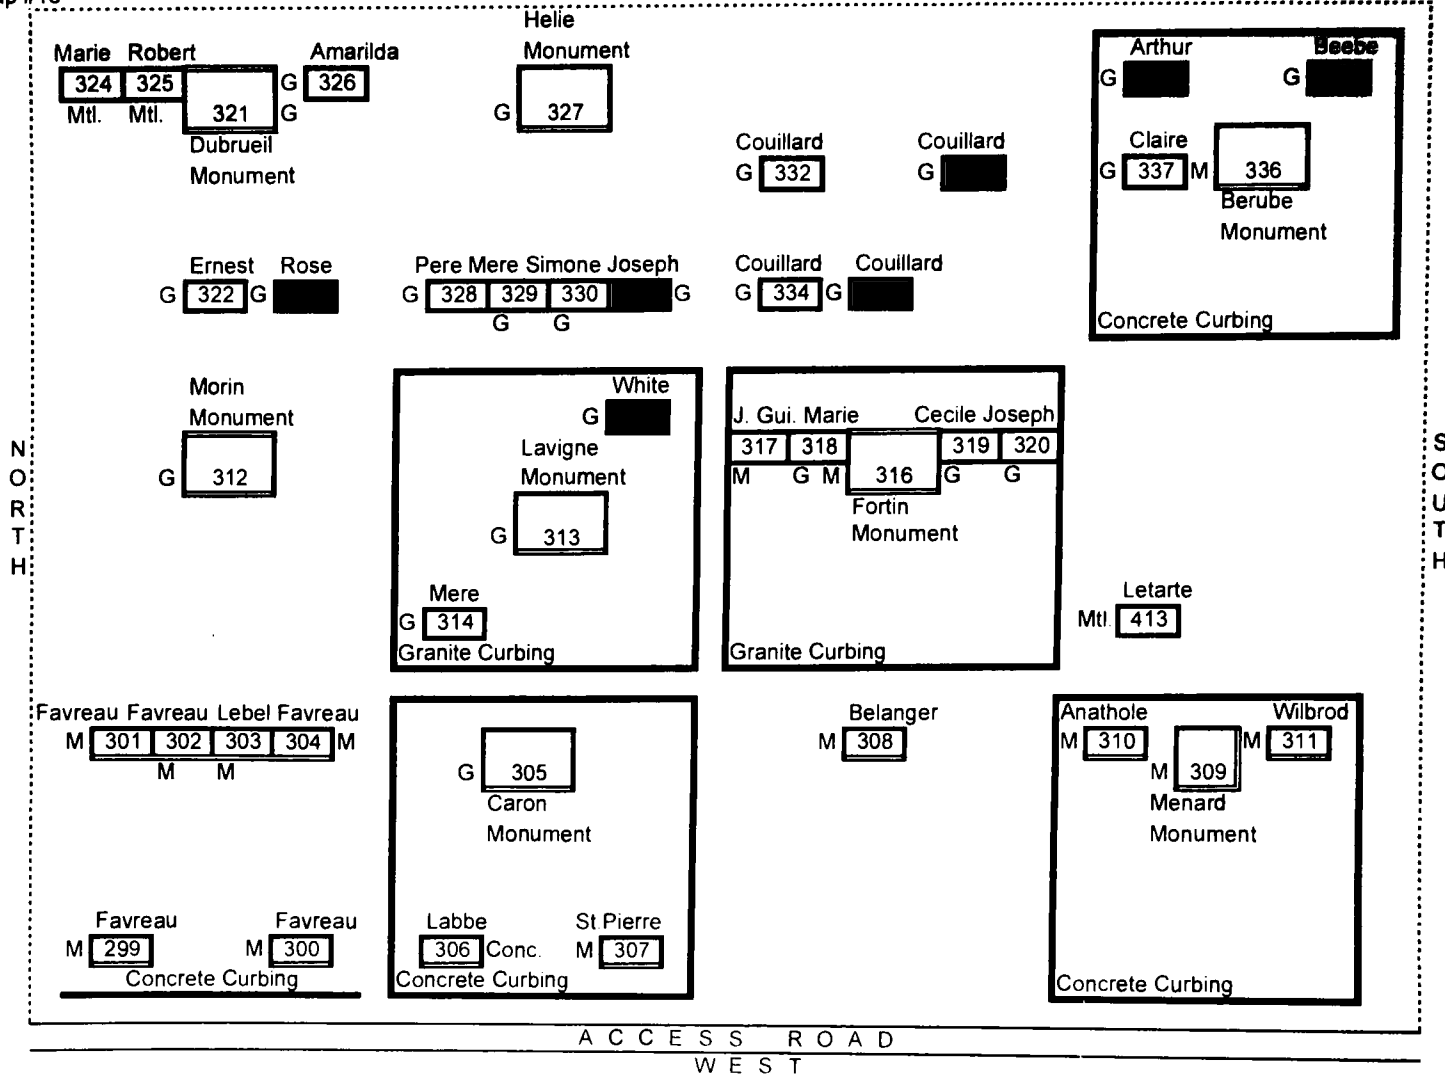 Helie
Monument
G 327
Marie Robert
324 325
Mtl. Mtl.
321
Dubrueil
Monument
Amarilda
G 326
G
Arthur
G
Beebe
G
Claire
G 337 M 336
Berube
Monument
Concrete Curbing
Couillard
G 332
Couillard
G
Ernest Rose
G 322 G
Pere Mere Simone Joseph
G 328 329 330 G
G G
Couillard Couillard
G 334 G
Morin
Monument
G 312
White
G
Lavigne
Monument
G 313
Mere
G 314
Granite Curbing
J. Gui. Marie Cecile Joseph
317 318 319 320
M G M 316 G G
Fortin
Monument
Granite Curbing
Letarte
Mtl. 413
NORTH
SOUTH
Favreau Favreau Lebel Favreau
M 301 302 303 304 M
M M
G 305
Caron
Monument
Belanger
M 308
Anathole Wilbrod
M 310 M 311
M 309
Menard
Monument
Favreau Favreau
M 299 M 300
Concrete Curbing
Labbe St.Pierre
306 Conc. M 307
Concrete Curbing
Concrete Curbing
ACCESS ROAD
WEST